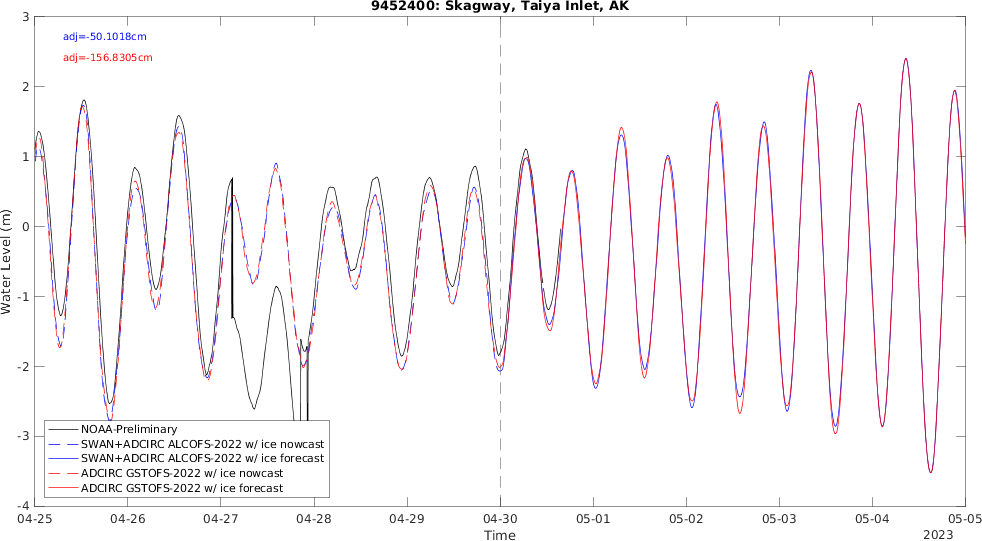 9452400: Skagway, Taiya Inlet, AK
adj=-50.1018cm
adj=-156.8305cm
Water Level (m)
3
2
1
0
-1
-2
-3
-4
NOAA-Preliminary
SWAN+ADCIRC ALCOFS-2022 w/ ice nowcast
SWAN+ADCIRC ALCOFS-2022 w/ ice forecast
ADCIRC GSTOFS-2022 w/ ice nowcast
ADCIRC GSTOFS-2022 w/ ice forecast
04-25 04-26 04-27 04-28 04-29 04-30 05-01 05-02 05-03 05-04 05-05
Time
2023